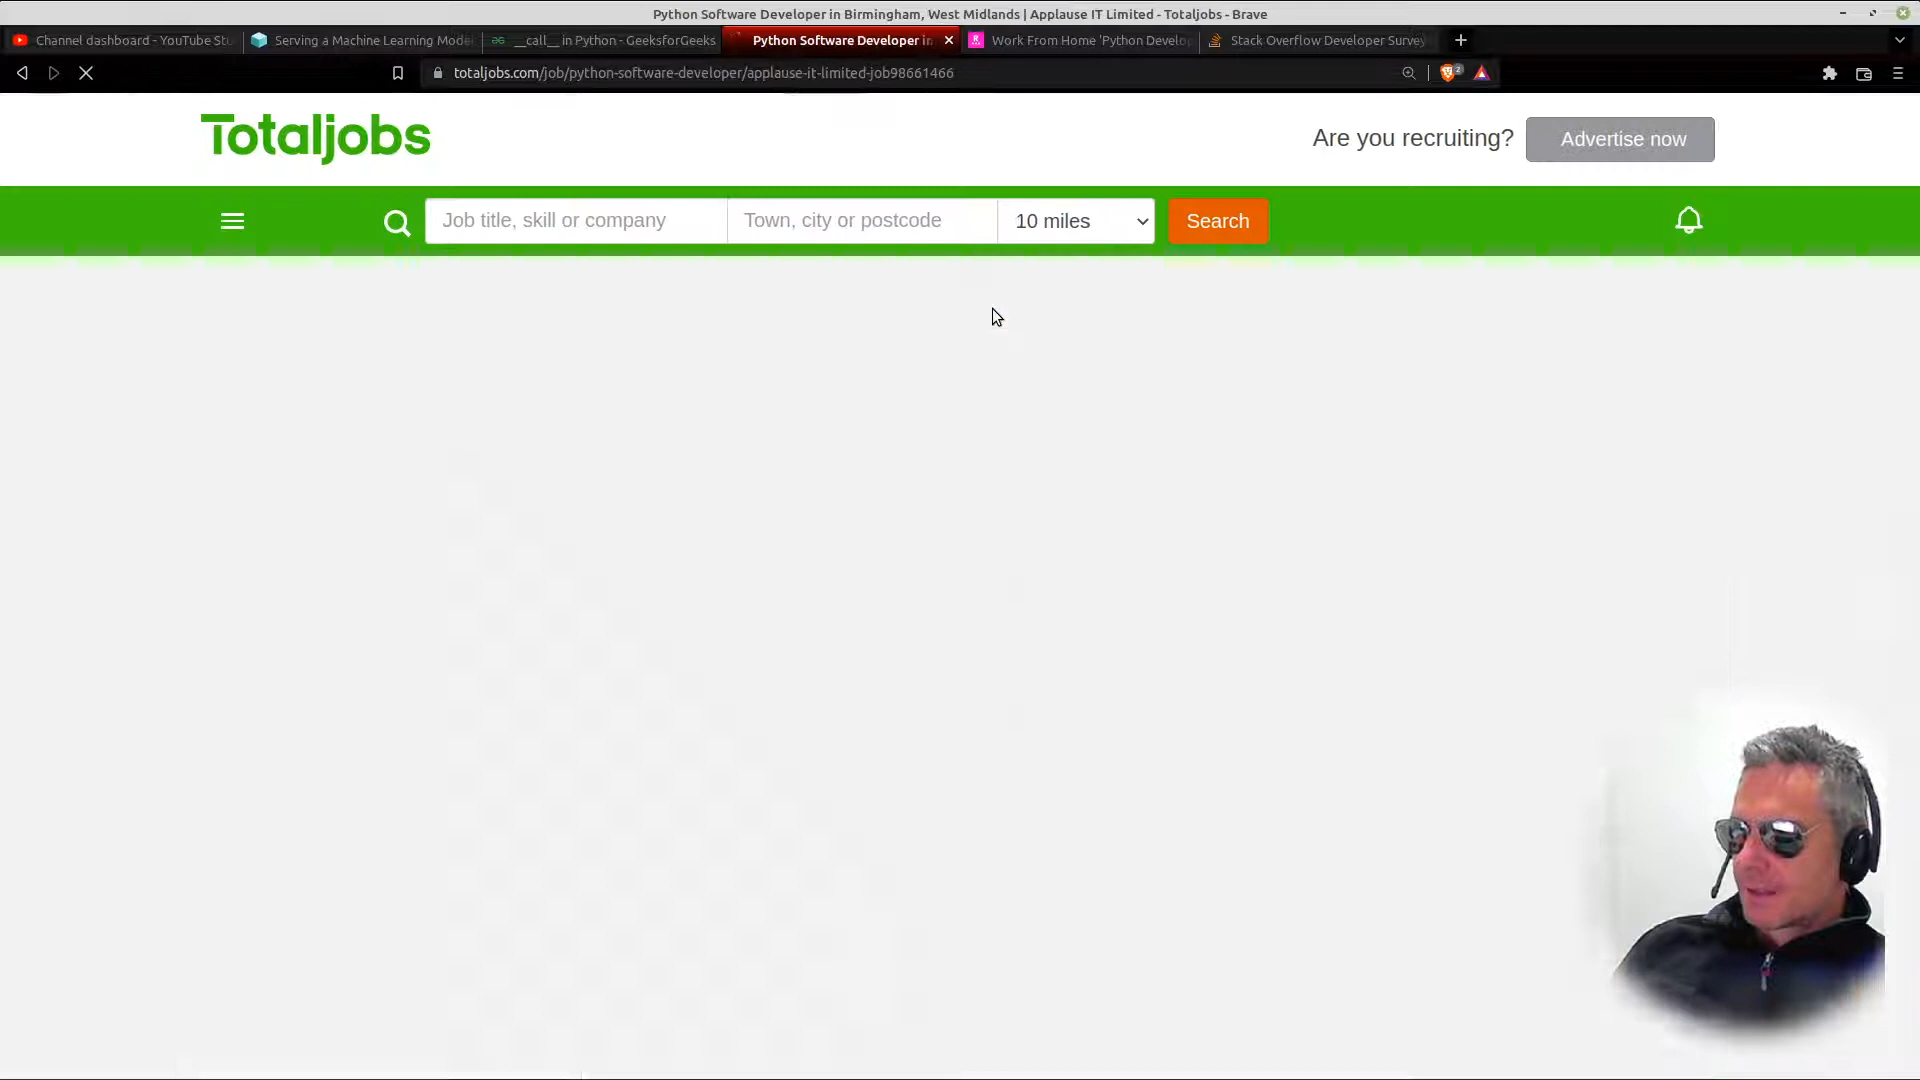 Python Software Developer in Birmingham, West Midlands | Applause IT Limited - Totaljobs - Brave
Channel dashboard - YouTube Stu
Serving a Machine Learning Mode
__call__ in Python - GeeksforGeeks
Python Software Developer in
Work From Home 'Python Develo
Stack Overflow Developer Survey
totaljobs.com/job/python-software-developer/applause-it-limited-job98661466
2
Totaljobs
Are you recruiting?
Advertise now
Job title, skill or company
Town, city or postcode
10 miles
Search